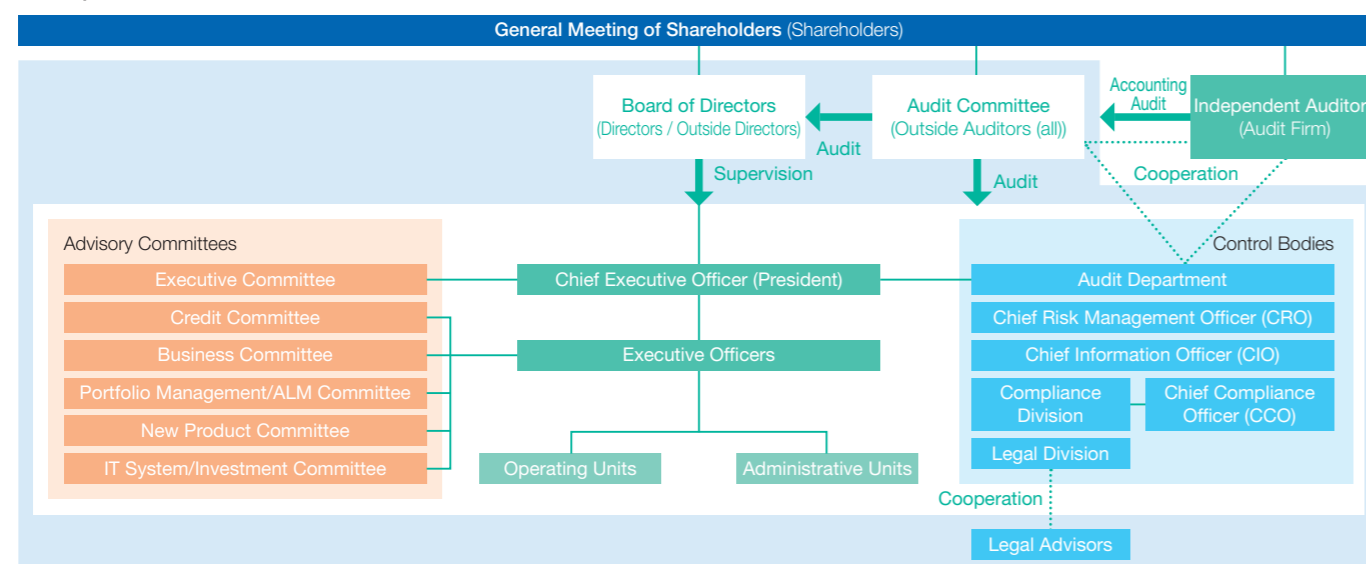 General Meeting of Shareholders (Shareholders)
Board of Directors
(Directors / Outside Directors)
Audit
Audit Committee
(Outside Auditors (all))
Accounting
Audit
Independent Auditor
(Audit Firm)
Supervision
Audit
Cooperation
Advisory Committees
Executive Committee
Credit Committee
Business Committee
Portfolio Management/ALM Committee
New Product Committee
IT System/Investment Committee
Chief Executive Officer (President)
Executive Officers
Operating Units
Administrative Units
Control Bodies
Audit Department
Chief Risk Management Officer (CRO)
Chief Information Officer (CIO)
Compliance
Division
Chief Compliance
Officer (CCO)
Legal Division
Cooperation
Legal Advisors